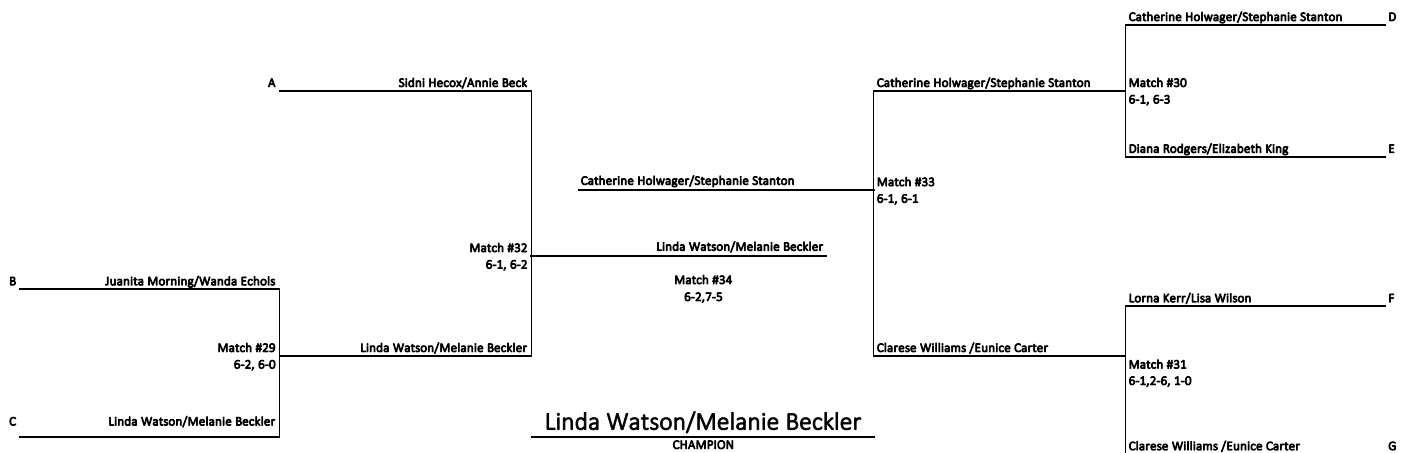 Catherine Holwager/Stephanie Stanton D
A Sidni Hecox/Annie Beck Catherine Holwager/Stephanie Stanton Match #30
6-1, 6-3
Diana Rodgers/Elizabeth King E
Catherine Holwager/Stephanie Stanton Match #33
6-1, 6-1
Match #32 Linda Watson/Melanie Beckler
6-1, 6-2
B Juanita Morning/Wanda Echols Match #34
6-2,7-5
Lorna Kerr/Lisa Wilson F
Match #29 Linda Watson/Melanie Beckler Clarese Williams /Eunice Carter
6-2, 6-0 Match #31
6-1,2-6, 1-0
C Linda Watson/Melanie Beckler Linda Watson/Melanie Beckler
CHAMPION Clarese Williams /Eunice Carter G